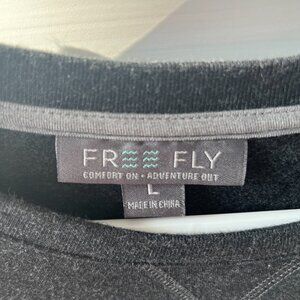 FREE FLY
COMFORT ON • ADVENTURE OUT
L
MADE IN CHINA